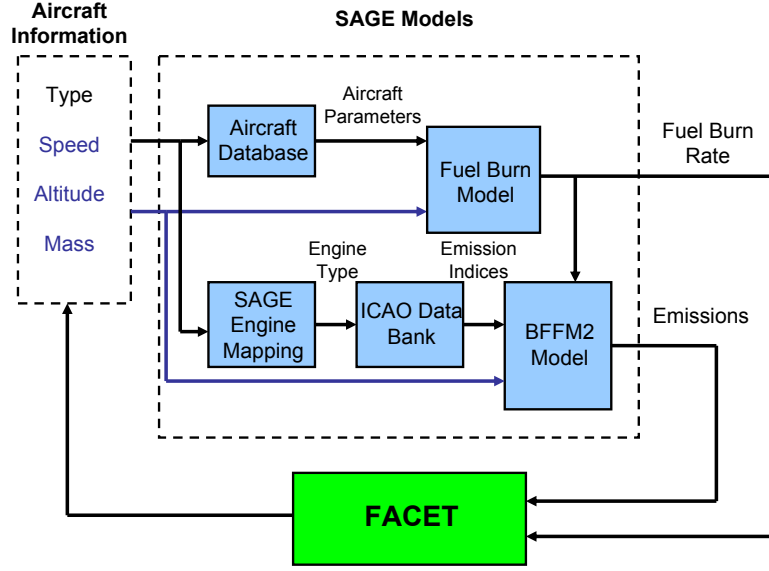 Aircraft
Information
SAGE Models
Type
Speed
Altitude
Mass
Aircraft
Database
Aircraft
Parameters
Fuel Burn
Model
Fuel Burn
Rate
Engine
Type
Emission
Indices
SAGE
Engine
Mapping
ICAO Data
Bank
BFFM2
Model
Emissions
FACET